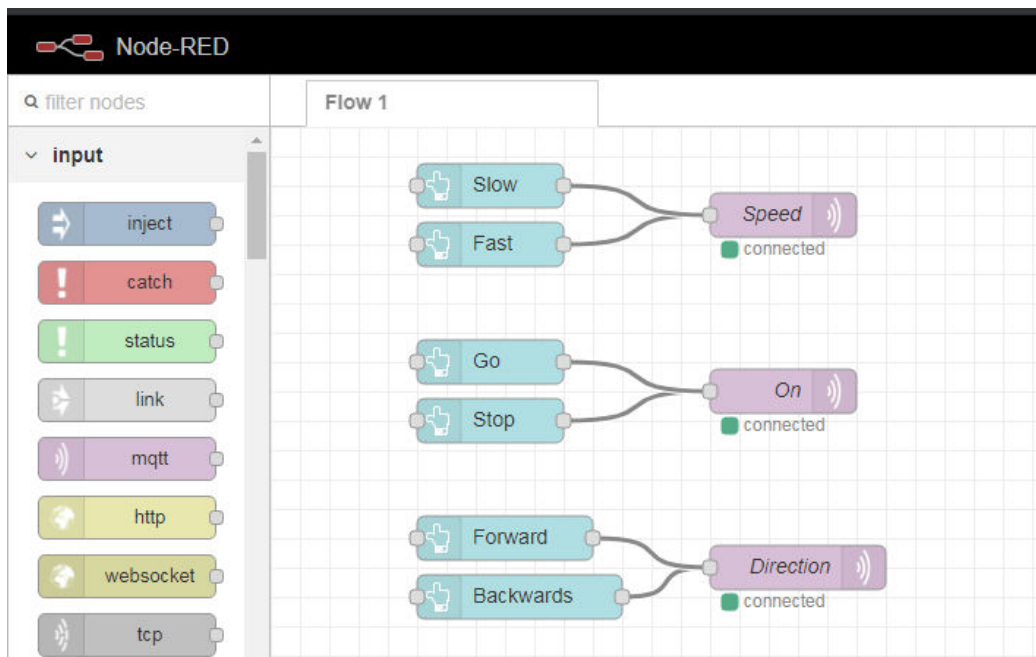 Node-RED
filter nodes
Flow 1
input
inject
catch
status
link
mqtt
http
websocket
tcp
Slow
Fast
Speed
connected
Go
Stop
On
connected
Forward
Backwards
Direction
connected